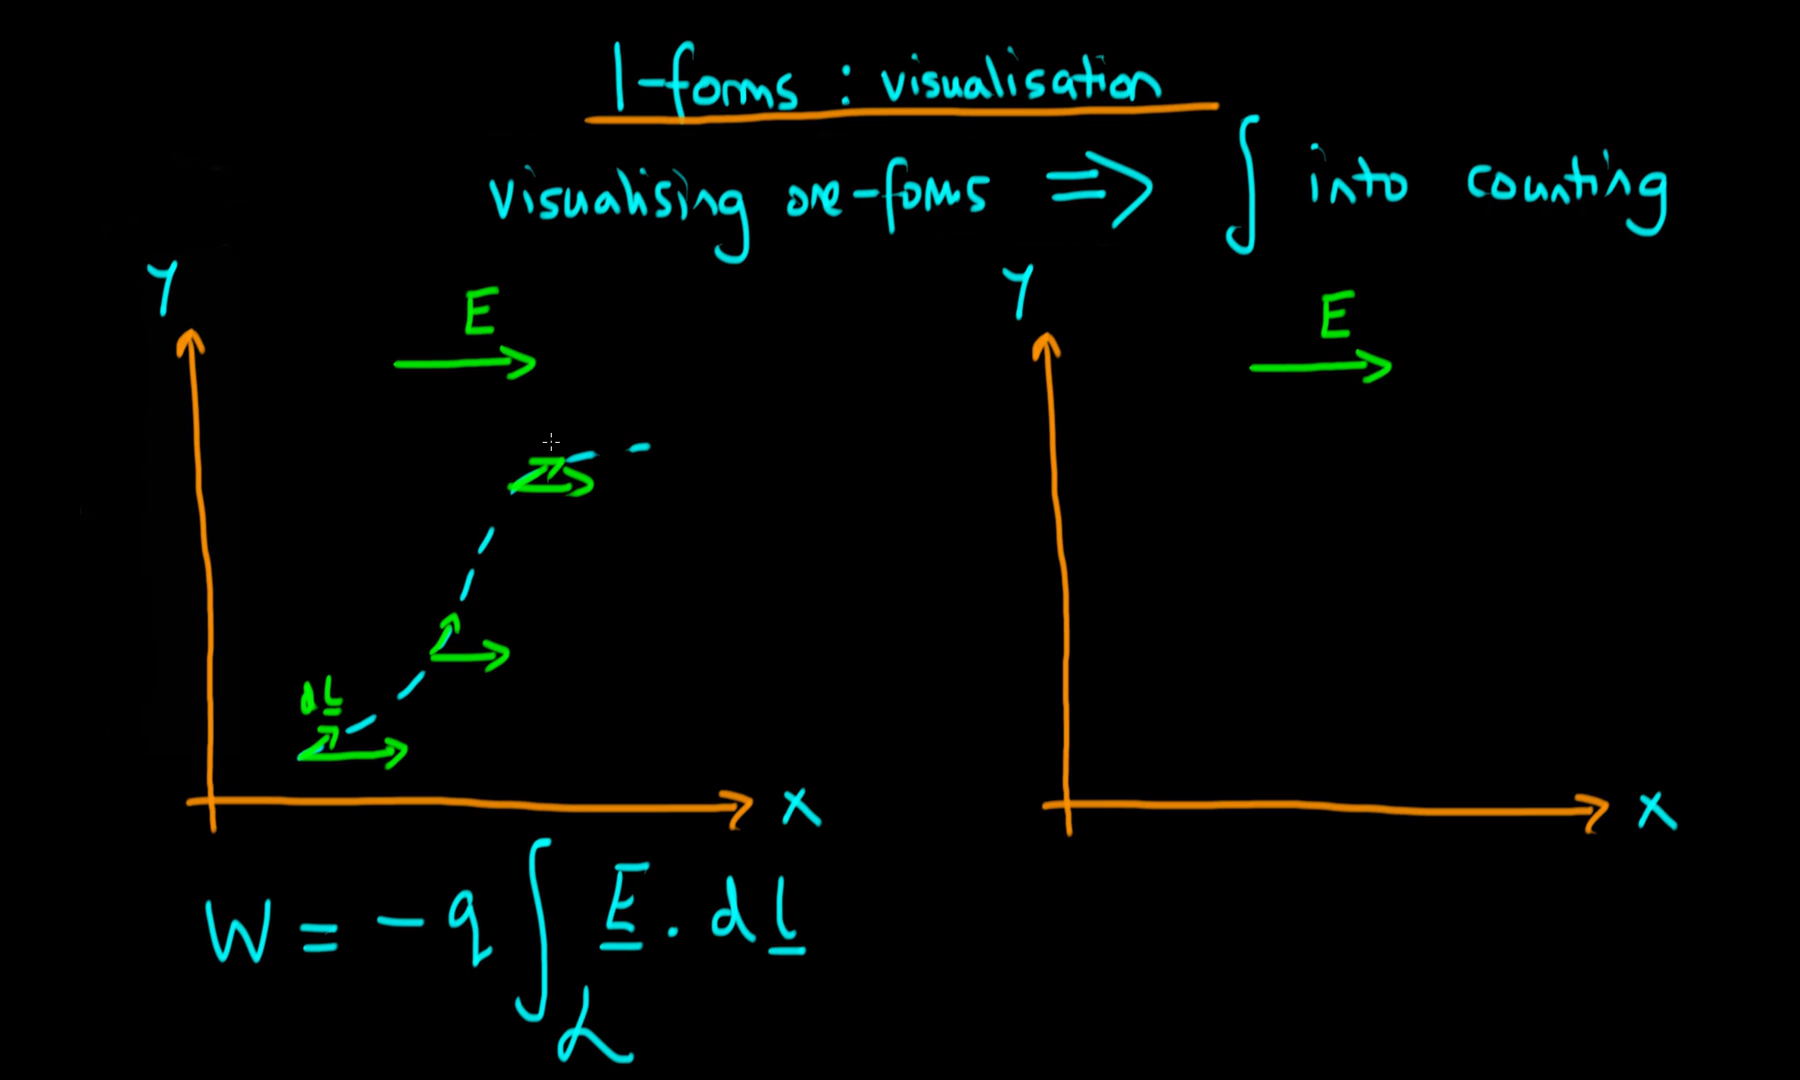 1-forms : visualisation
visualising one-forms ⇒ ∫ into counting
Y
E
dl
X
Y
E
X
W = -q ∫_L E . dl